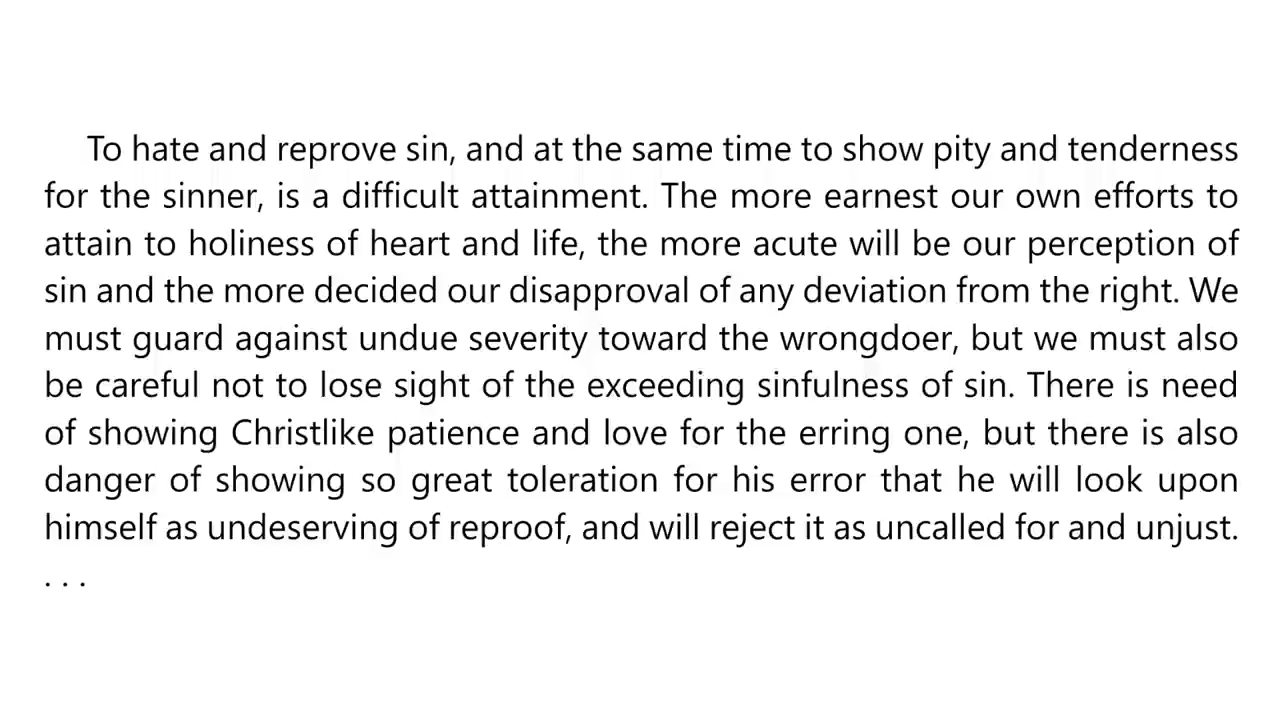 To hate and reprove sin, and at the same time to show pity and tenderness
for the sinner, is a difficult attainment. The more earnest our own efforts to
attain to holiness of heart and life, the more acute will be our perception of
sin and the more decided our disapproval of any deviation from the right. We
must guard against undue severity toward the wrongdoer, but we must also
be careful not to lose sight of the exceeding sinfulness of sin. There is need
of showing Christlike patience and love for the erring one, but there is also
danger of showing so great toleration for his error that he will look upon
himself as undeserving of reproof, and will reject it as uncalled for and unjust.
. . .